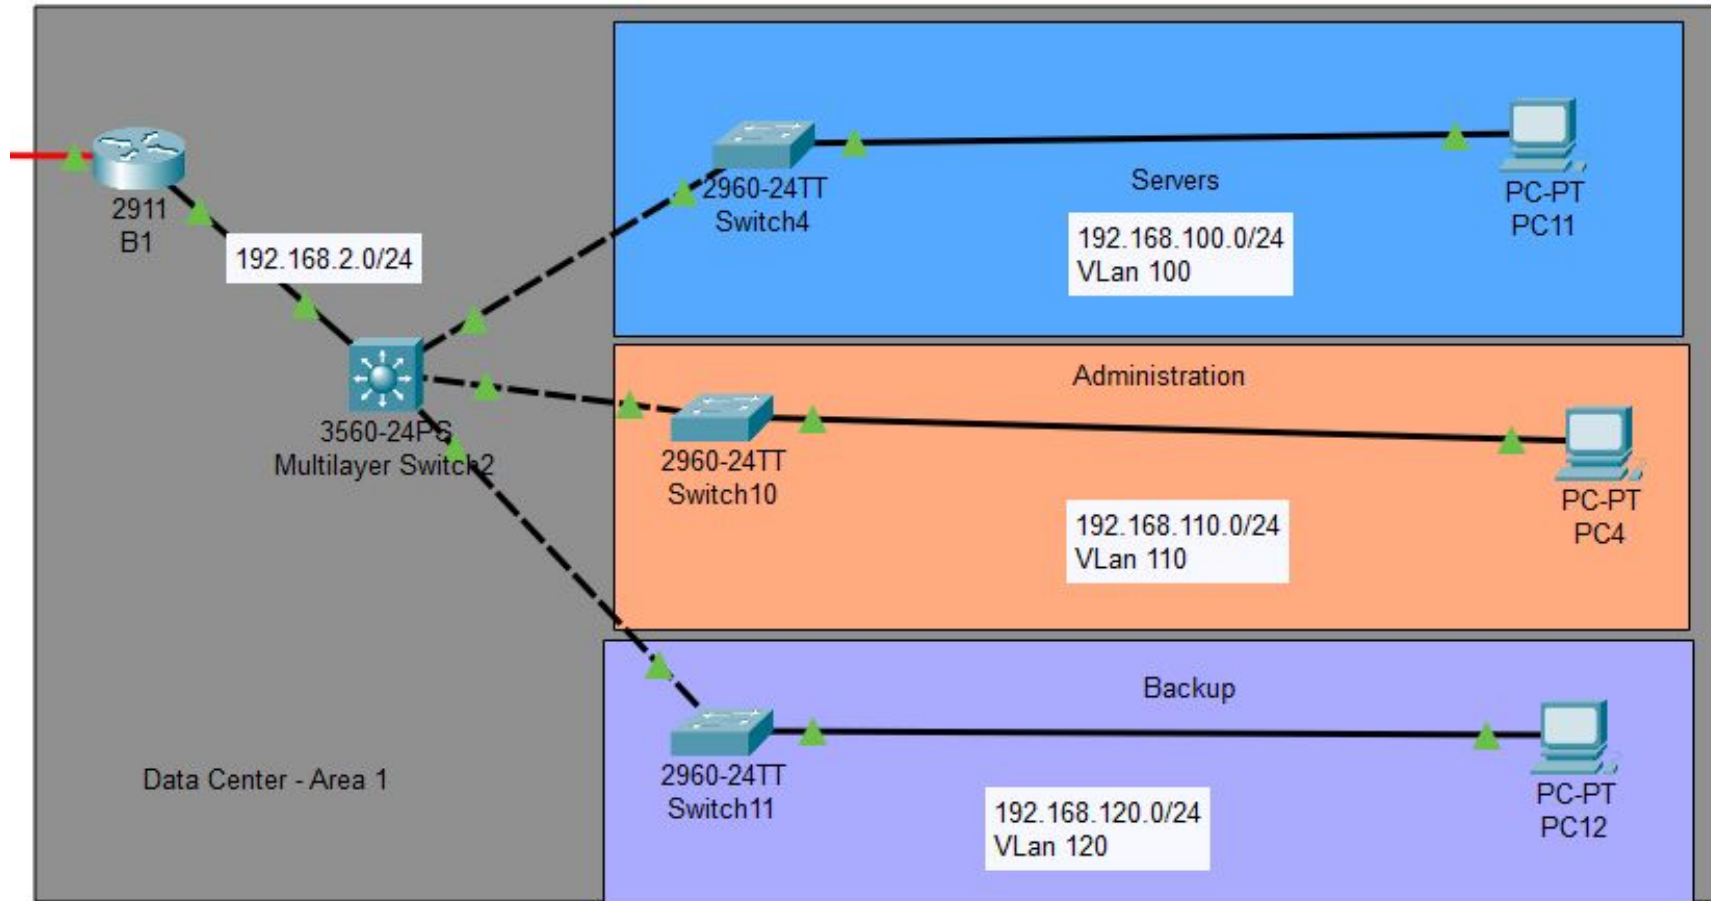 2911
B1
192.168.2.0/24
3560-24PS
Multilayer Switch2
2960-24TT
Switch4
Servers
192.168.100.0/24
VLan 100
PC-PT
PC11
Administration
2960-24TT
Switch10
192.168.110.0/24
VLan 110
PC-PT
PC4
Backup
2960-24TT
Switch11
192.168.120.0/24
VLan 120
PC-PT
PC12
Data Center - Area 1